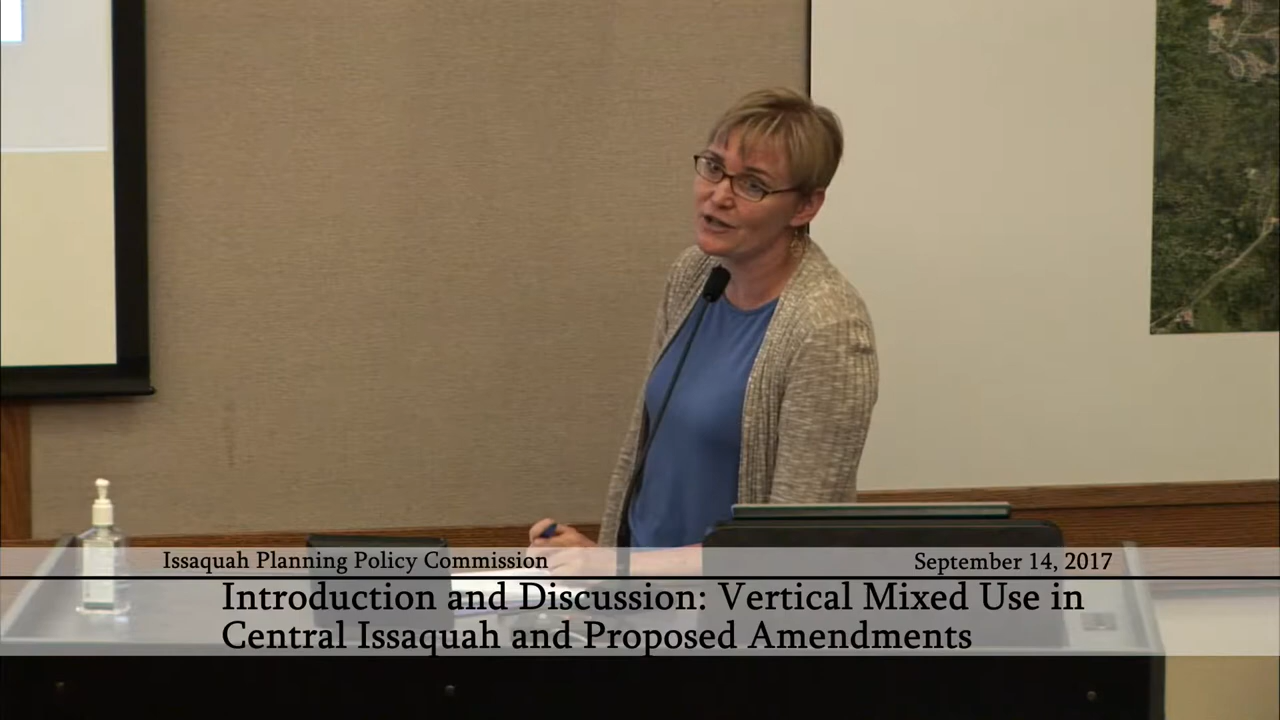 Issaquah Planning Policy Commission
September 14, 2017
Introduction and Discussion: Vertical Mixed Use in
Central Issaquah and Proposed Amendments